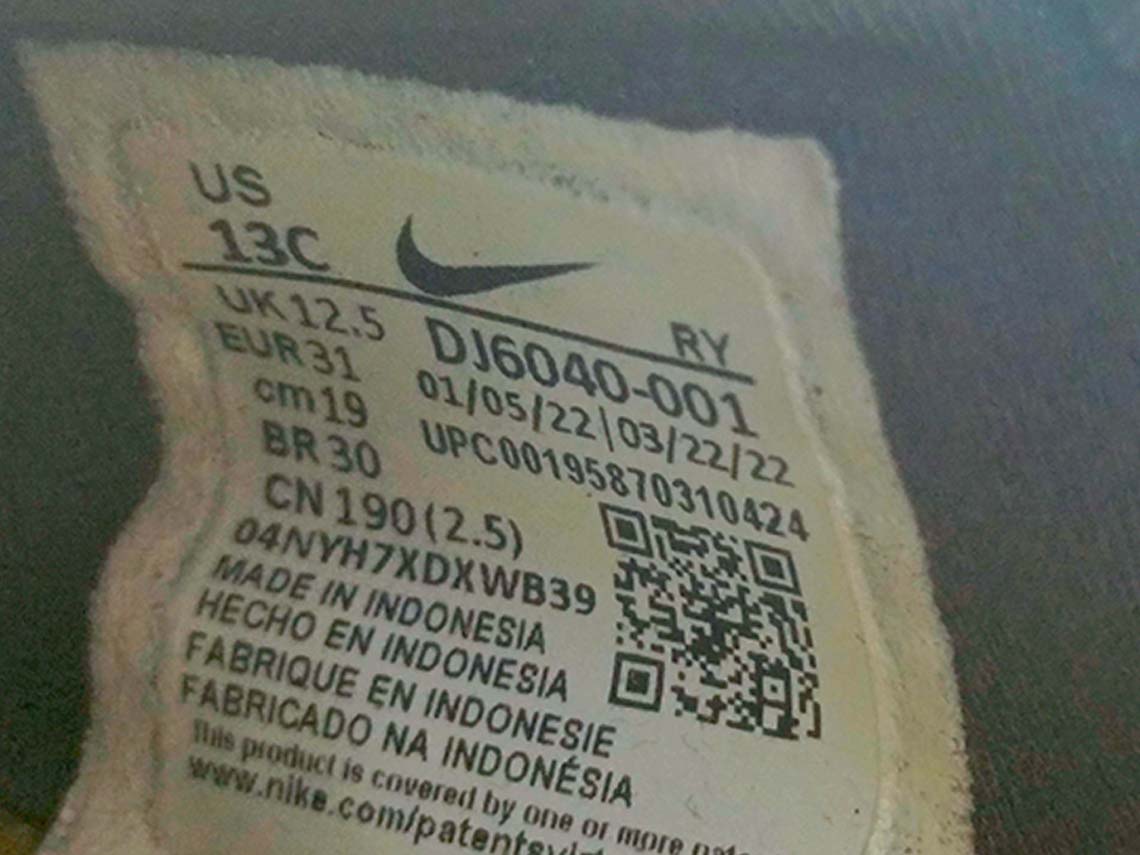 US
13C
RY
UK 12.5
EUR 31
cm 19
BR 30
CN 190 (2.5)
DJ6040-001
01/05/22|03/22/22
UPC00195870310424
04NYH7XDXWB39
MADE IN INDONESIA
HECHO EN INDONESIA
FABRIQUE EN INDONESIE
FABRICADO NA INDONÉSIA
This product is covered by one or more
www.nike.com/patents